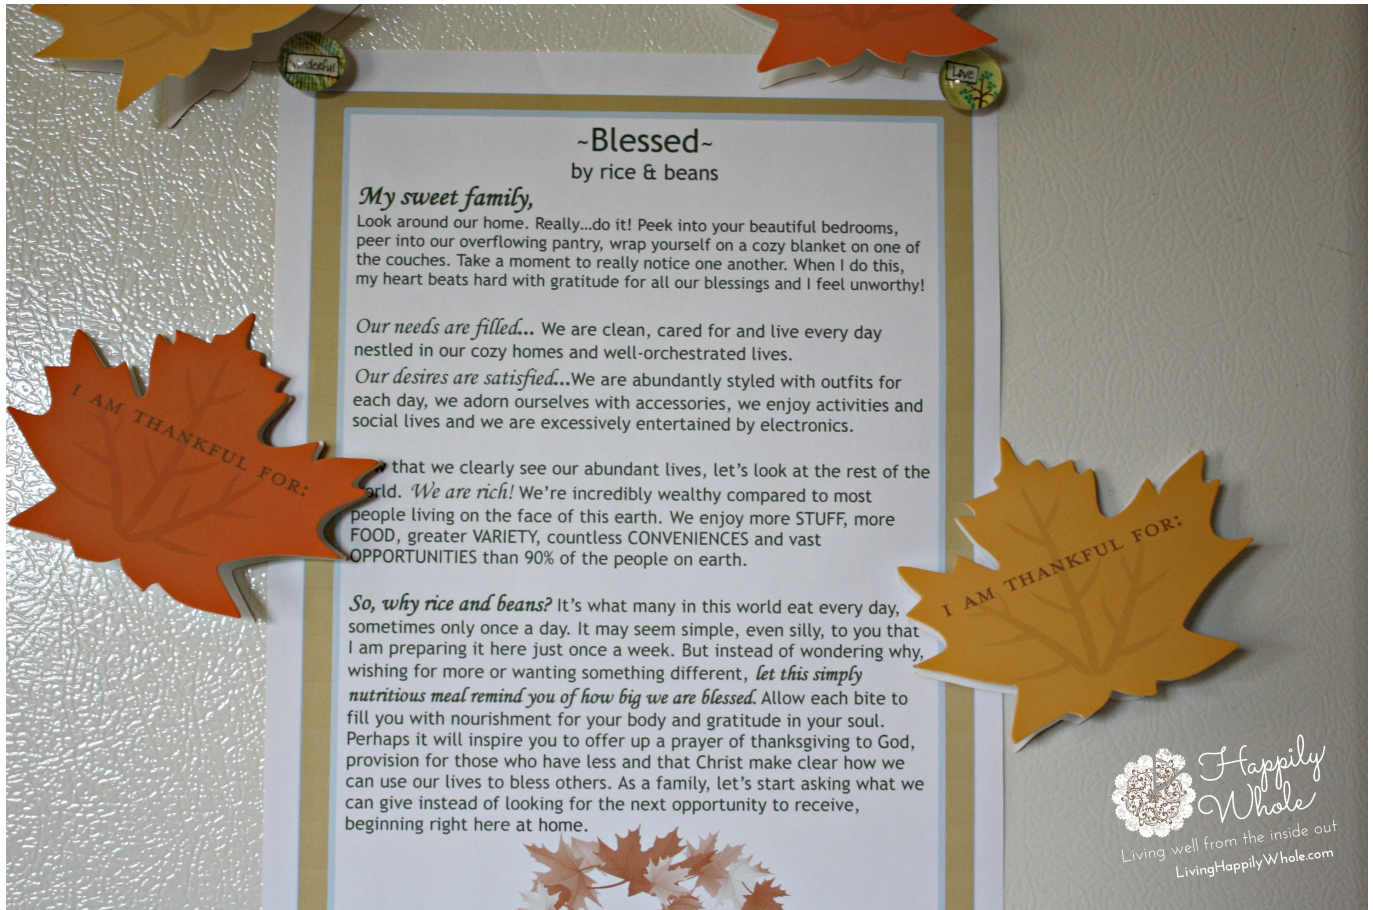 Wonderful
Love
~Blessed~
by rice & beans
My sweet family,
Look around our home. Really...do it! Peek into your beautiful bedrooms,
peer into our overflowing pantry, wrap yourself on a cozy blanket on one of
the couches. Take a moment to really notice one another. When I do this,
my heart beats hard with gratitude for all our blessings and I feel unworthy!
Our needs are filled... We are clean, cared for and live every day
nestled in our cozy homes and well-orchestrated lives.
Our desires are satisfied...We are abundantly styled with outfits for
each day, we adorn ourselves with accessories, we enjoy activities and
social lives and we are excessively entertained by electronics.
that we clearly see our abundant lives, let's look at the rest of the
world. We are rich! We're incredibly wealthy compared to most
people living on the face of this earth. We enjoy more STUFF, more
FOOD, greater VARIETY, countless CONVENIENCES and vast
OPPORTUNITIES than 90% of the people on earth.
So, why rice and beans? It's what many in this world eat every day,
sometimes only once a day. It may seem simple, even silly, to you that
I am preparing it here just once a week. But instead of wondering why,
wishing for more or wanting something different, let this simply
nutritious meal remind you of how big we are blessed. Allow each bite to
fill you with nourishment for your body and gratitude in your soul.
Perhaps it will inspire you to offer up a prayer of thanksgiving to God,
provision for those who have less and that Christ make clear how we
can use our lives to bless others. As a family, let's start asking what we
can give instead of looking for the next opportunity to receive,
beginning right here at home.
I AM THANKFUL FOR:
I AM THANKFUL FOR:
Happily
Whole
Living well from the inside out
LivingHappilyWhole.com